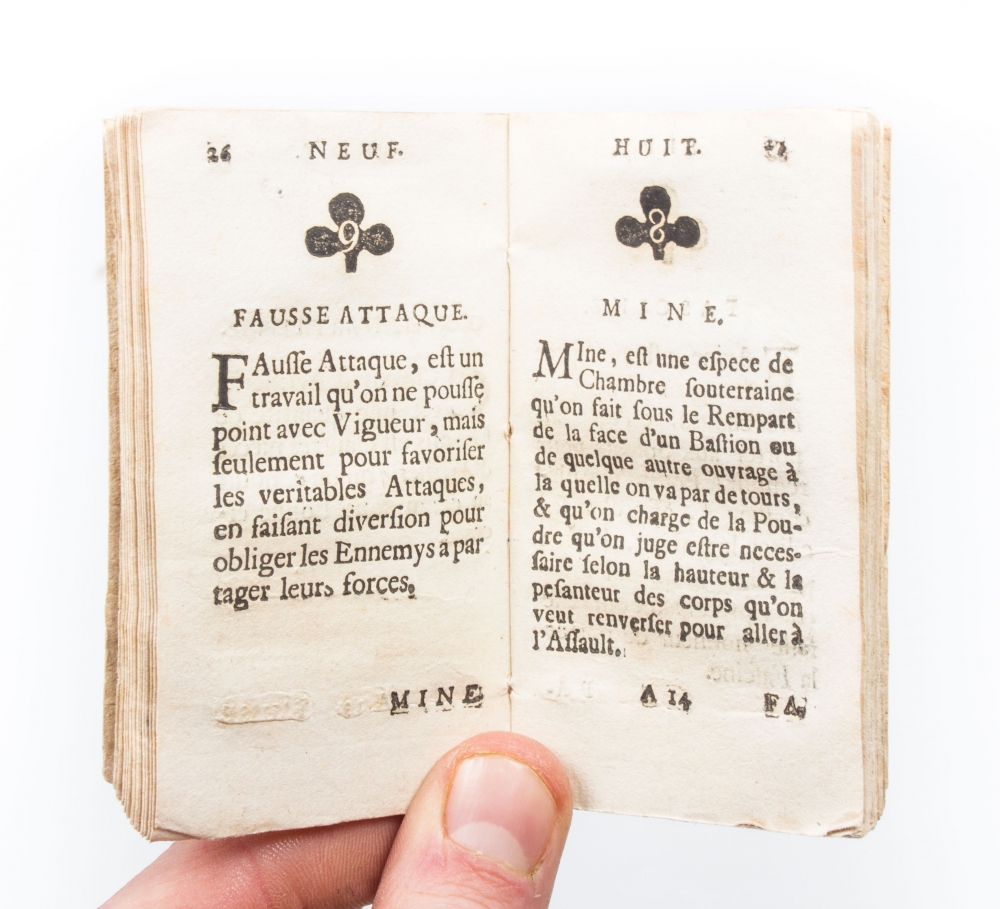 26 NEUF.
9
FAUSSE ATTAQUE.
FAuſſe Attaque, eſt un
travail qu'on ne pouſſe
point avec Vigueur, mais
ſeulement pour favoriſer
les veritables Attaques,
en faiſant diverſion pour
obliger les Ennemys a par
tager leurs forces.
MINE
HUIT.
8
MINE.
MIne, eſt une eſpece de
Chambre ſouterraine
qu'on fait ſous le Rempart
de la face d'un Baſtion ou
de quelque autre ouvrage à
la quelle on va par de tours,
& qu'on charge de la Pou-
dre qu'on juge eſtre neceſ-
ſaire ſelon la hauteur & la
peſanteur des corps qu'on
veut renverſer pour aller à
l'Aſſault.
A 14 FA,